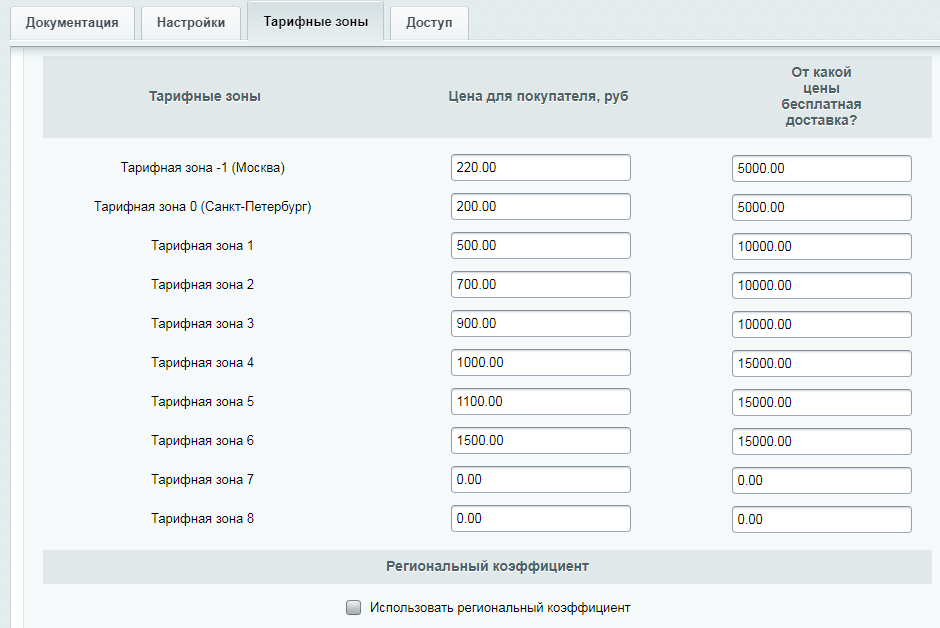 Документация Настройки Тарифные зоны Доступ
Тарифные зоны Цена для покупателя, руб От какой
цены
бесплатная
доставка?
Тарифная зона -1 (Москва) 220.00 5000.00
Тарифная зона 0 (Санкт-Петербург) 200.00 5000.00
Тарифная зона 1 500.00 10000.00
Тарифная зона 2 700.00 10000.00
Тарифная зона 3 900.00 10000.00
Тарифная зона 4 1000.00 15000.00
Тарифная зона 5 1100.00 15000.00
Тарифная зона 6 1500.00 15000.00
Тарифная зона 7 0.00 0.00
Тарифная зона 8 0.00 0.00
Региональный коэффициент
Использовать региональный коэффициент